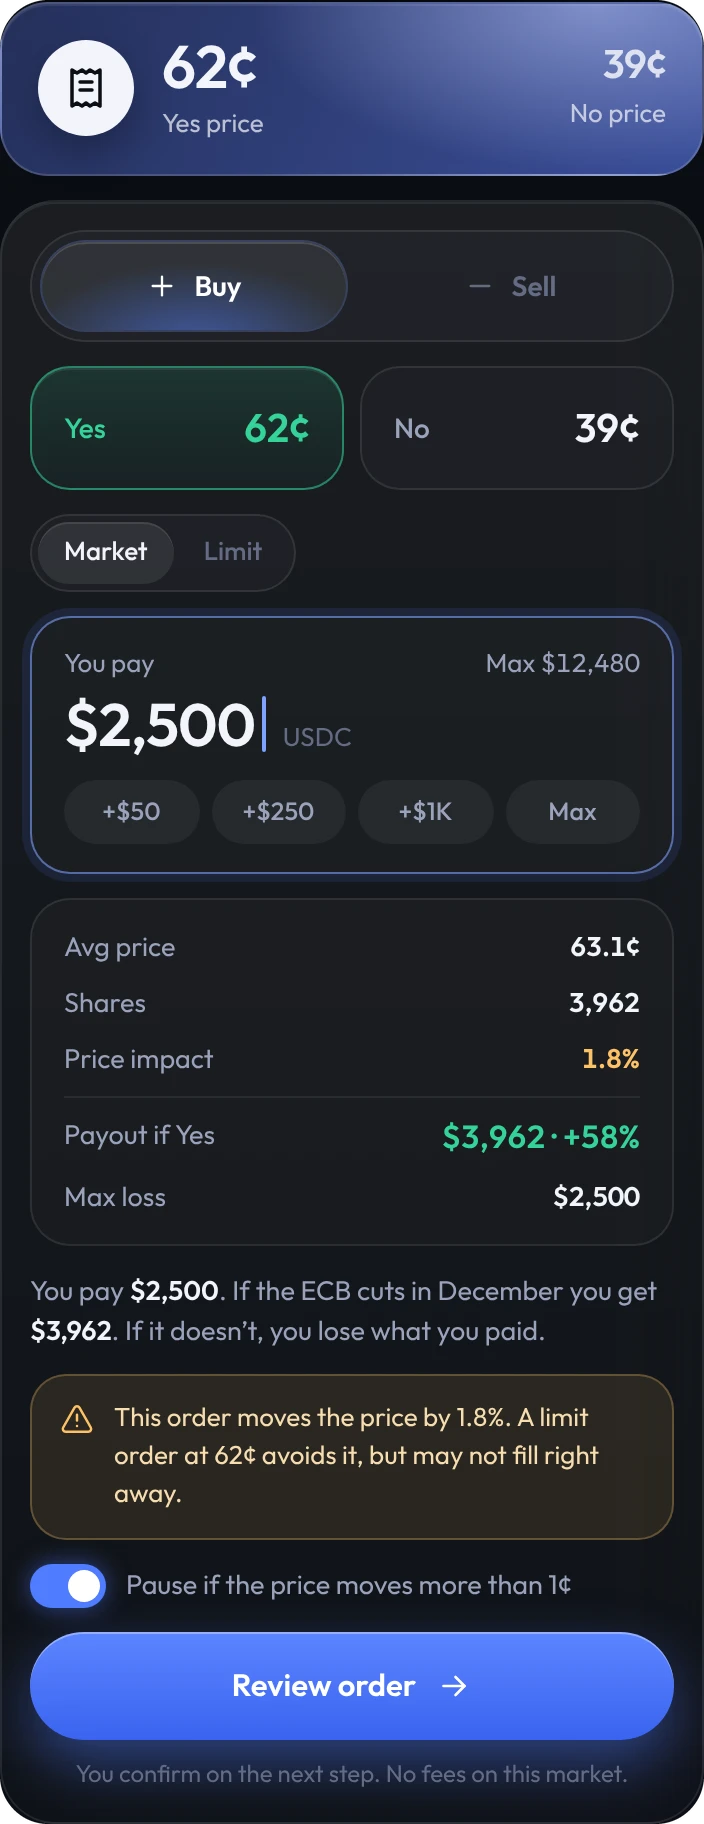 62¢
Yes price
39¢
No price
+ Buy
− Sell
Yes 62¢
No 39¢
Market Limit
You pay Max $12,480
$2,500 USDC
+$50 +$250 +$1K Max
Avg price 63.1¢
Shares 3,962
Price impact 1.8%
Payout if Yes $3,962·+58%
Max loss $2,500
You pay $2,500. If the ECB cuts in December you get
$3,962. If it doesn’t, you lose what you paid.
This order moves the price by 1.8%. A limit
order at 62¢ avoids it, but may not fill right
away.
Pause if the price moves more than 1¢
Review order →
You confirm on the next step. No fees on this market.